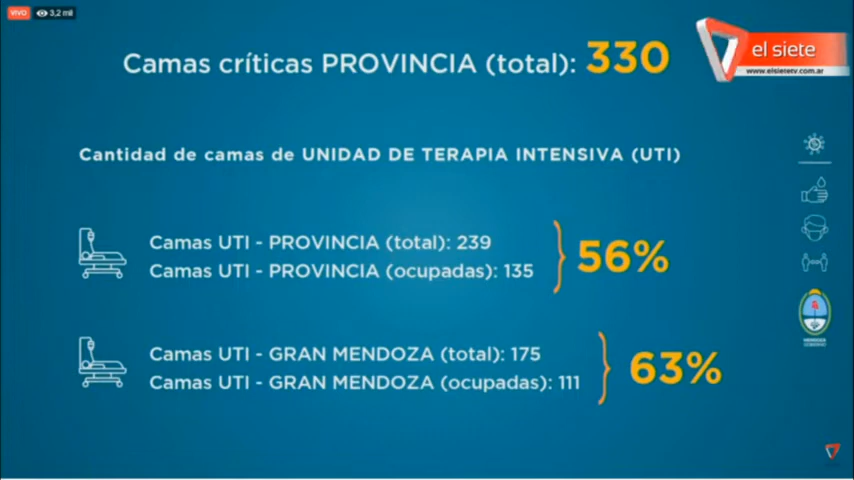 VIVO 3,2 mil
Camas críticas PROVINCIA (total): 330
el siete
www.elsietetv.com.ar
Cantidad de camas de UNIDAD DE TERAPIA INTENSIVA (UTI)
Camas UTI - PROVINCIA (total): 239
Camas UTI - PROVINCIA (ocupadas): 135
56%
Camas UTI - GRAN MENDOZA (total): 175
Camas UTI - GRAN MENDOZA (ocupadas): 111
63%
MENDOZA
GOBIERNO